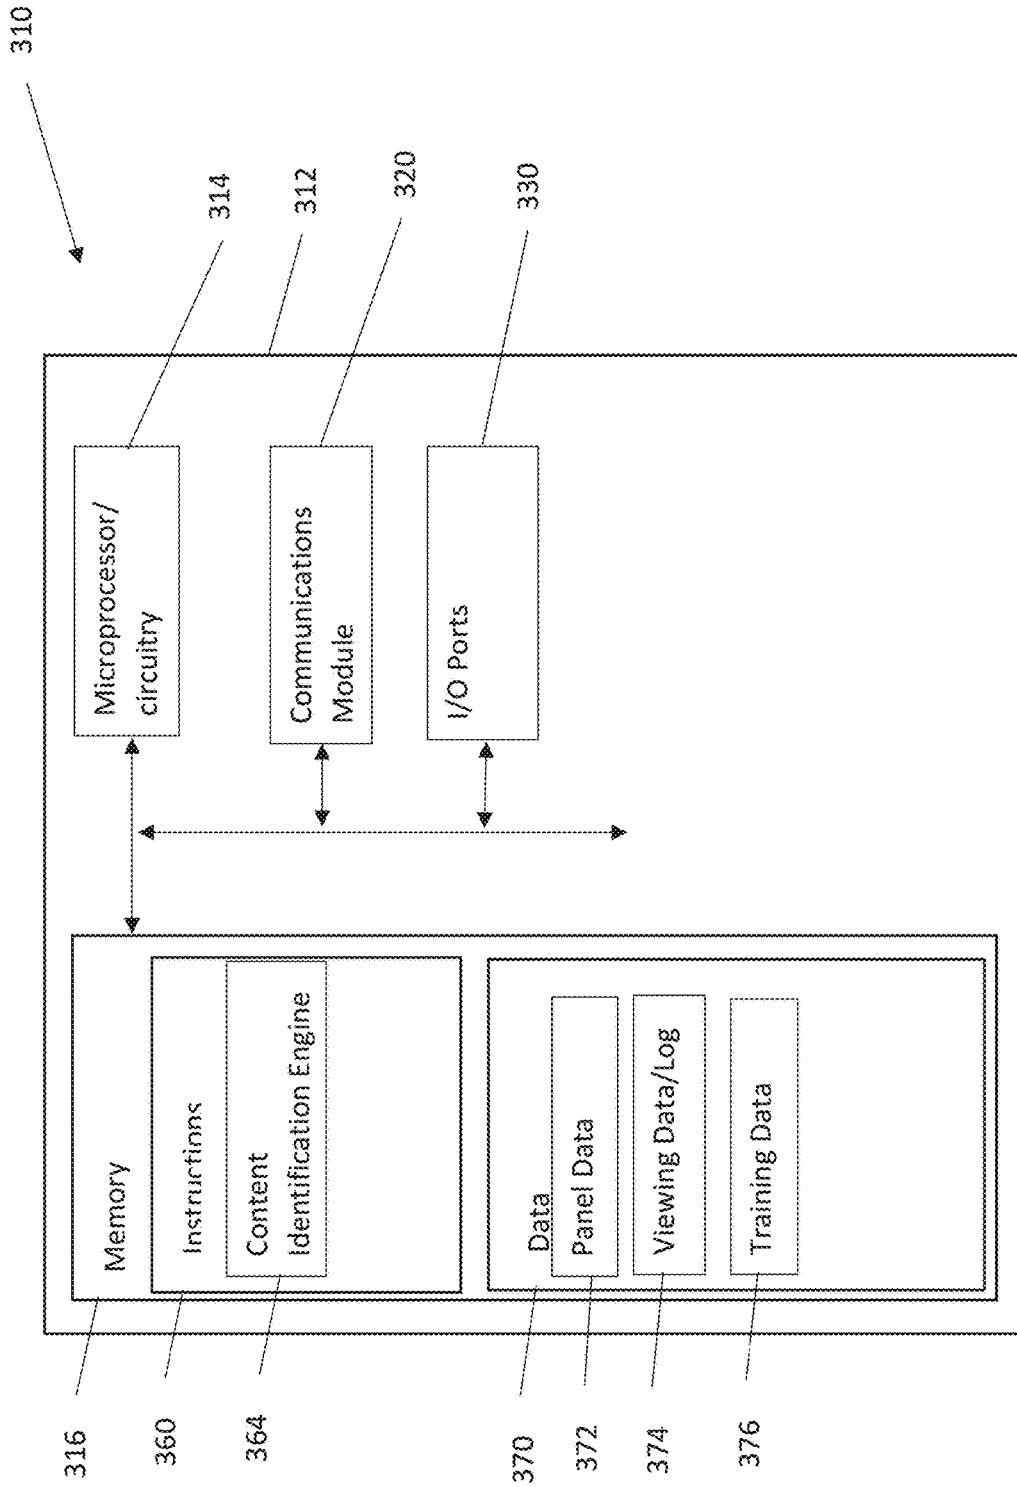 310
314
312
320
330
Microprocessor/
circuitry
Communications
Module
I/O Ports
Memory
Instructions
Content
Identification Engine
Data
Panel Data
Viewing Data/Log
Training Data
316
360
364
370
372
374
376